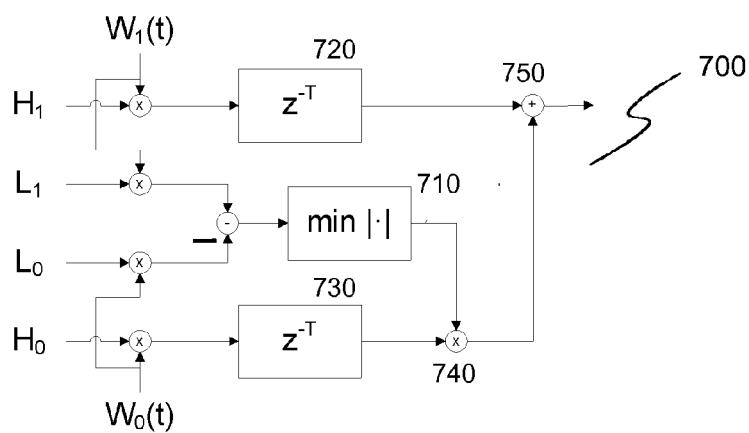 W₁(t)
720
750
700
H₁
x
z⁻ᵀ
+
L₁
x
710
-
min |·|
L₀
x
730
H₀
x
z⁻ᵀ
x
740
W₀(t)